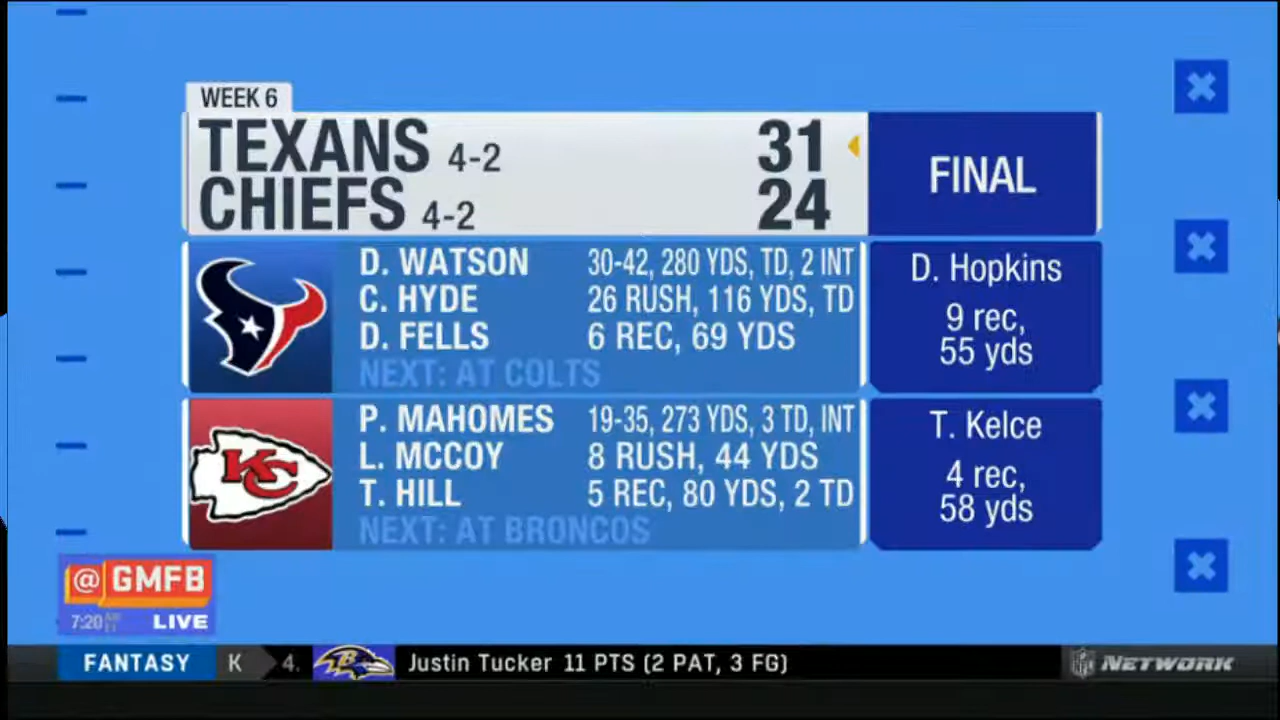 WEEK 6
TEXANS 4-2 31
CHIEFS 4-2 24
FINAL
D. WATSON 30-42, 280 YDS, TD, 2 INT
C. HYDE 26 RUSH, 116 YDS, TD
D. FELLS 6 REC, 69 YDS
NEXT: AT COLTS
D. Hopkins
9 rec,
55 yds
KC
P. MAHOMES 19-35, 273 YDS, 3 TD, INT
L. MCCOY 8 RUSH, 44 YDS
T. HILL 5 REC, 80 YDS, 2 TD
NEXT: AT BRONCOS
T. Kelce
4 rec,
58 yds
@ GMFB
7:20 LIVE
FANTASY K 4. Justin Tucker 11 PTS (2 PAT, 3 FG) NFL NETWORK